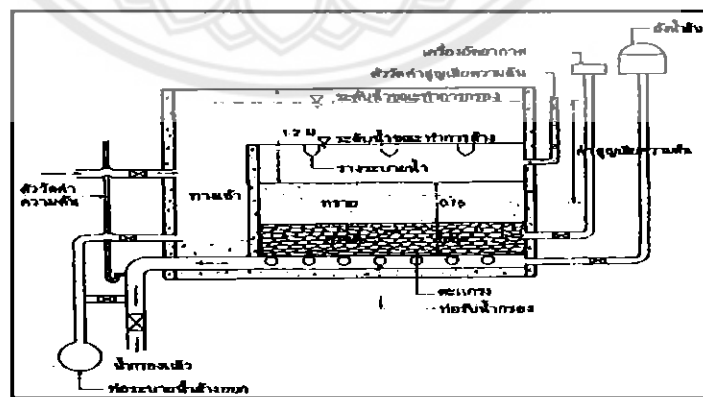 ถังน้ำล้าง
เครื่องอัดอากาศ
ตัววัดค่าสูญเสียความดัน
ระดับน้ำขณะทำการกรอง
1.2 ม
ระดับน้ำขณะทำการล้าง
ค่าสูญเสียความดัน
รางระบายน้ำ
ตัววัดค่า
ความดัน
ทางเข้า
ทราย
ตะแกรง
ท่อรับน้ำกรอง
น้ำกรองแล้ว
ท่อระบายน้ำล้างออก